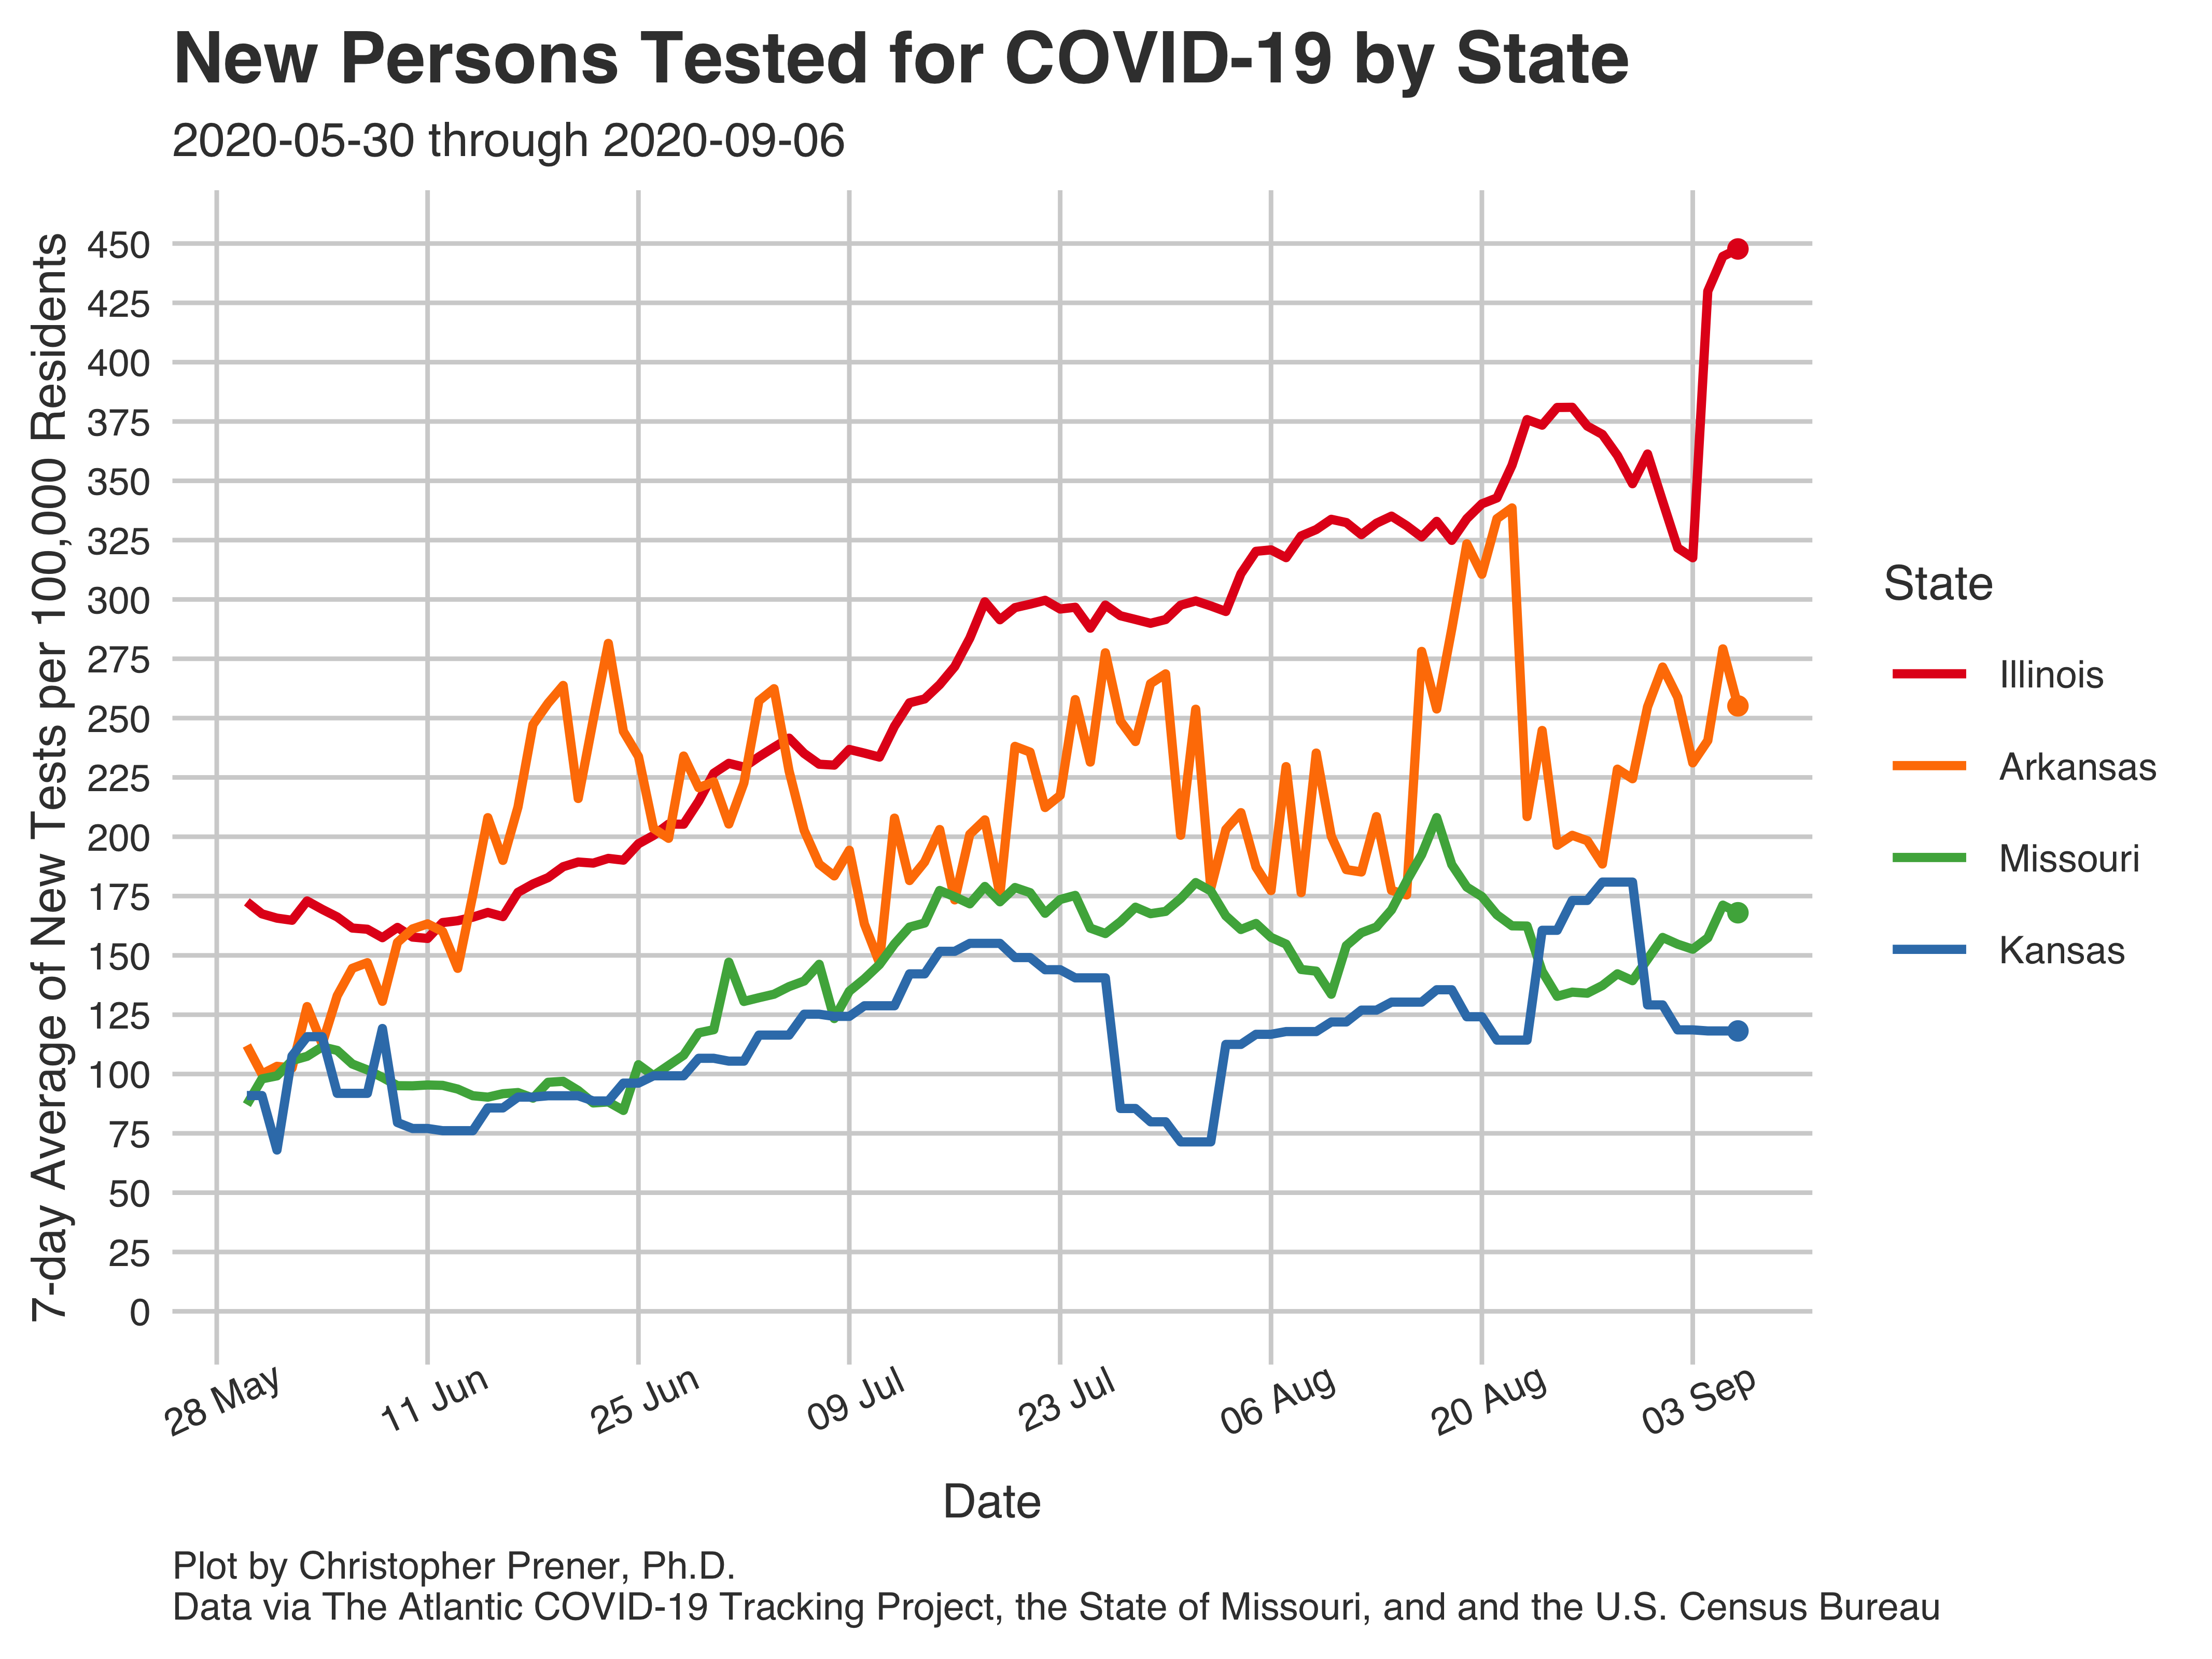 New Persons Tested for COVID-19 by State
2020-05-30 through 2020-09-06
7-day Average of New Tests per 100,000 Residents
450
425
400
375
350
325
300
275
250
225
200
175
150
125
100
75
50
25
0
28 May
11 Jun
25 Jun
09 Jul
23 Jul
06 Aug
20 Aug
03 Sep
Date
State
Illinois
Arkansas
Missouri
Kansas
Plot by Christopher Prener, Ph.D.
Data via The Atlantic COVID-19 Tracking Project, the State of Missouri, and and the U.S. Census Bureau